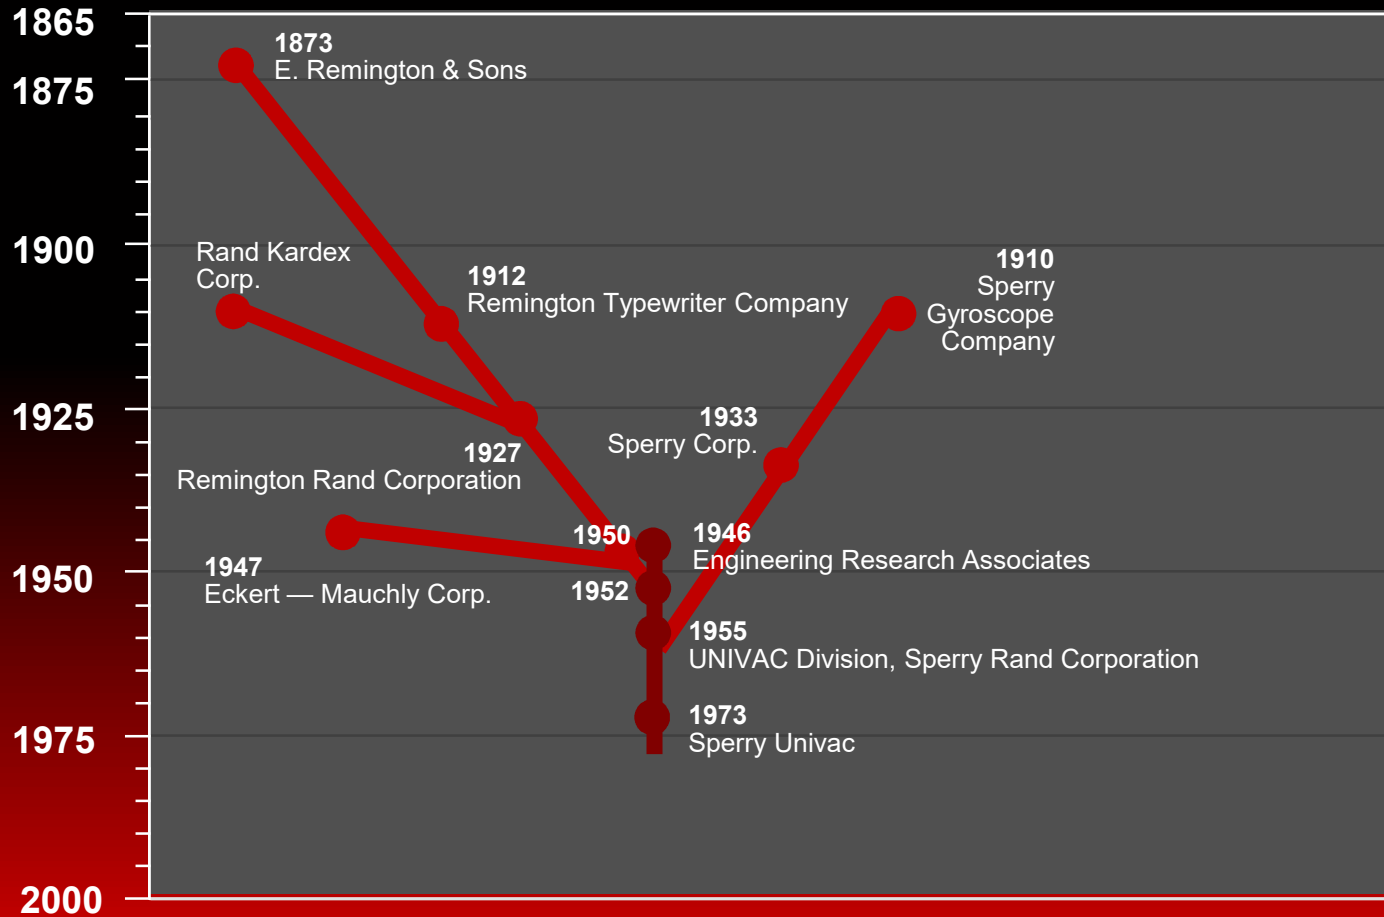 1865
1873
E. Remington & Sons
1875
1900
Rand Kardex
Corp.
1910
Sperry
Gyroscope
Company
1912
Remington Typewriter Company
1925
1933
Sperry Corp.
1927
Remington Rand Corporation
1950
1946
Engineering Research Associates
1947
Eckert — Mauchly Corp.
1950
1952
1955
UNIVAC Division, Sperry Rand Corporation
1973
Sperry Univac
1975
2000